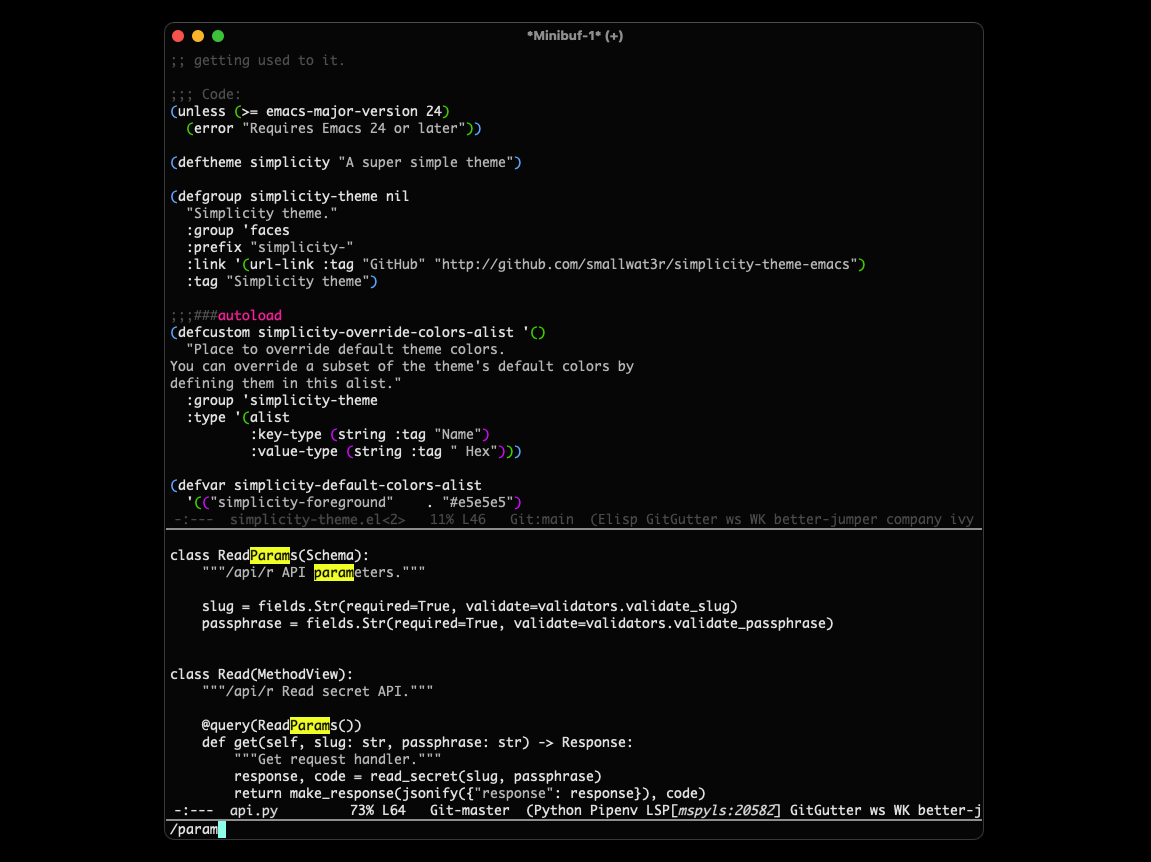 *Minibuf-1* (+)
;; getting used to it.
;;; Code:
(unless (>= emacs-major-version 24)
  (error "Requires Emacs 24 or later"))
(deftheme simplicity "A super simple theme")
(defgroup simplicity-theme nil
  "Simplicity theme."
  :group 'faces
  :prefix "simplicity-"
  :link '(url-link :tag "GitHub" "http://github.com/smallwat3r/simplicity-theme-emacs")
  :tag "Simplicity theme")
;;;###autoload
(defcustom simplicity-override-colors-alist '()
  "Place to override default theme colors.
You can override a subset of the theme's default colors by
defining them in this alist."
  :group 'simplicity-theme
  :type '(alist
          :key-type (string :tag "Name")
          :value-type (string :tag " Hex")))
(defvar simplicity-default-colors-alist
  '(("simplicity-foreground"    . "#e5e5e5")
-:---  simplicity-theme.el<2>   11% L46   Git:main  (Elisp GitGutter ws WK better-jumper company ivy
class ReadParams(Schema):
    """/api/r API parameters."""
    slug = fields.Str(required=True, validate=validators.validate_slug)
    passphrase = fields.Str(required=True, validate=validators.validate_passphrase)
class Read(MethodView):
    """/api/r Read secret API."""
    @query(ReadParams())
    def get(self, slug: str, passphrase: str) -> Response:
        """Get request handler."""
        response, code = read_secret(slug, passphrase)
        return make_response(jsonify({"response": response}), code)
-:---  api.py         73% L64   Git-master  (Python Pipenv LSP[mspyls:20582] GitGutter ws WK better-j
/param